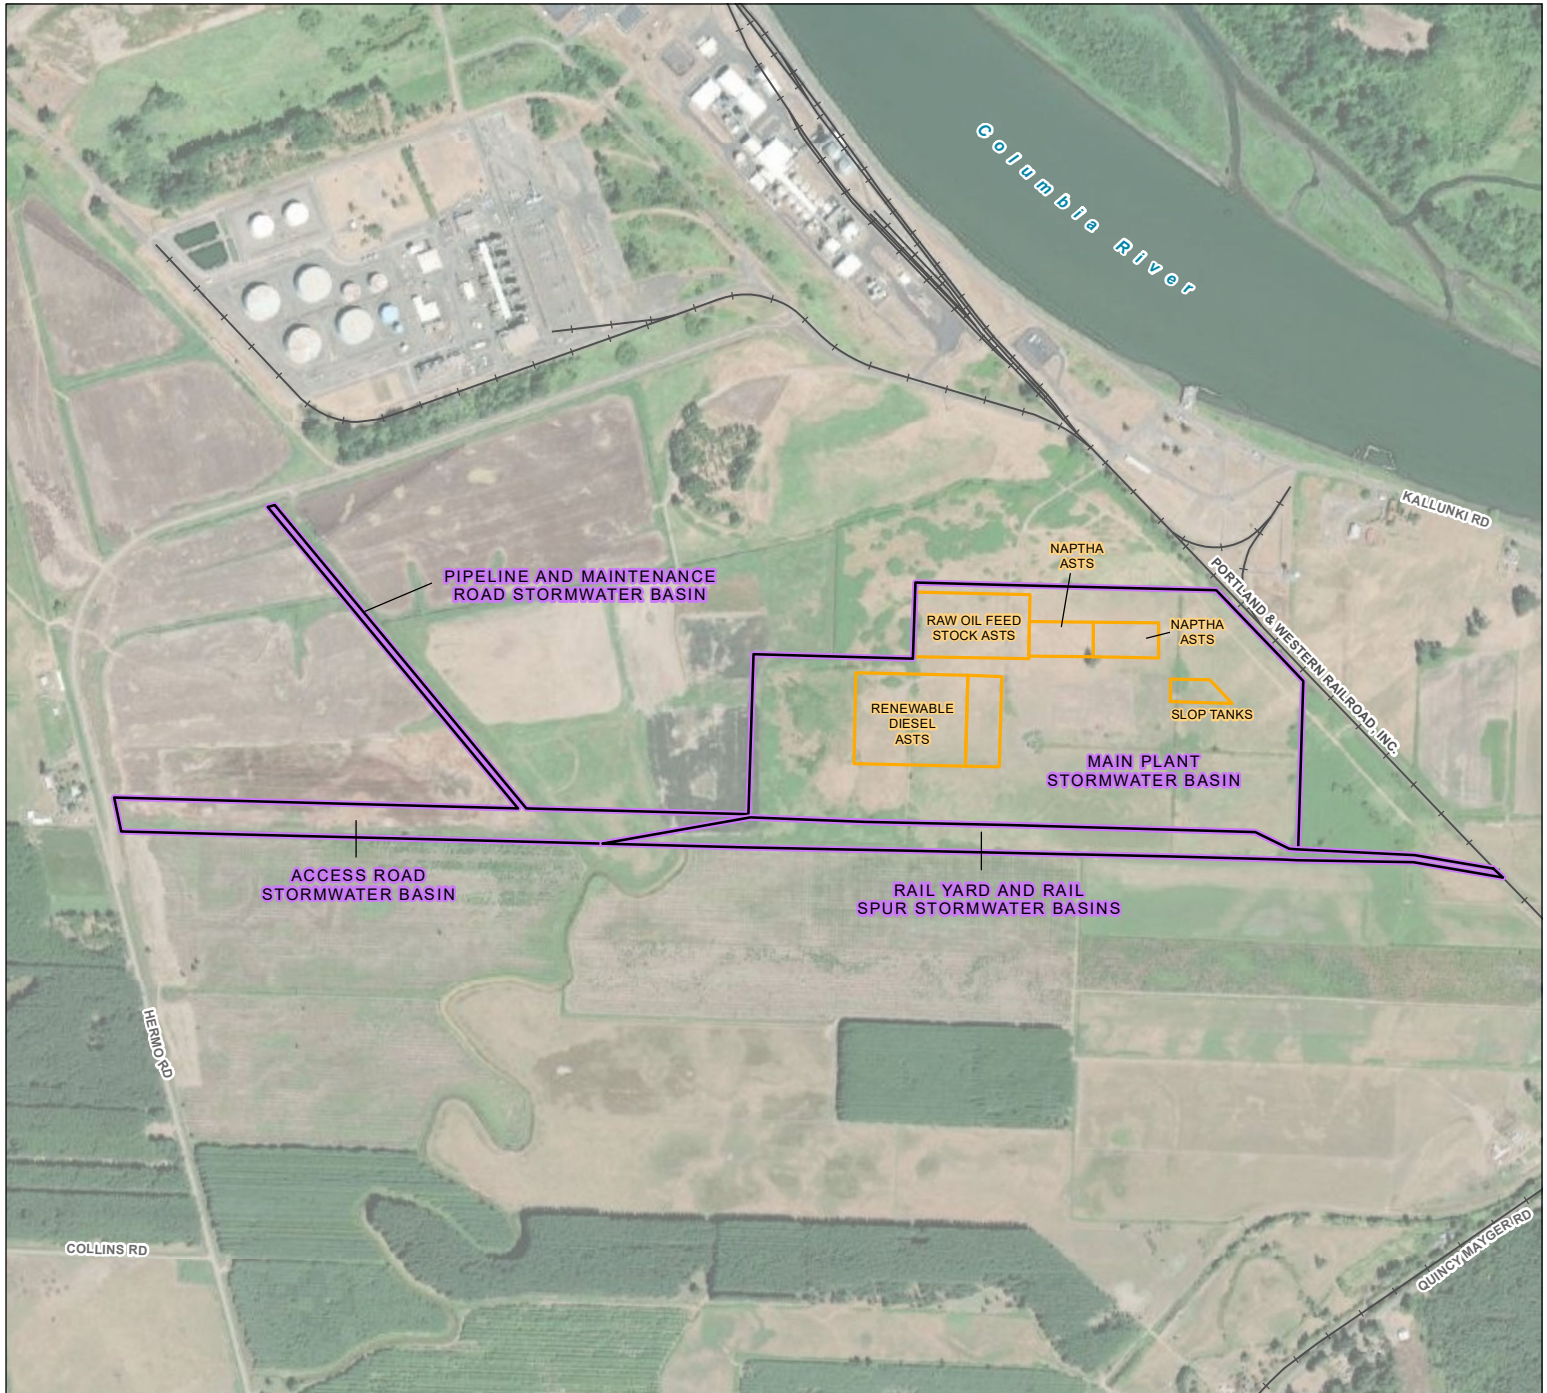 Columbia River
KALLUNKI RD
NAPTHA
ASTS
PORTLAND & WESTERN RAILROAD, INC.
PIPELINE AND MAINTENANCE
ROAD STORMWATER BASIN
RAW OIL FEED
STOCK ASTS
NAPTHA
ASTS
RENEWABLE
DIESEL
ASTS
SLOP TANKS
MAIN PLANT
STORMWATER BASIN
ACCESS ROAD
STORMWATER BASIN
RAIL YARD AND RAIL
SPUR STORMWATER BASINS
HERMO RD
COLLINS RD
QUINCY MAYGER RD